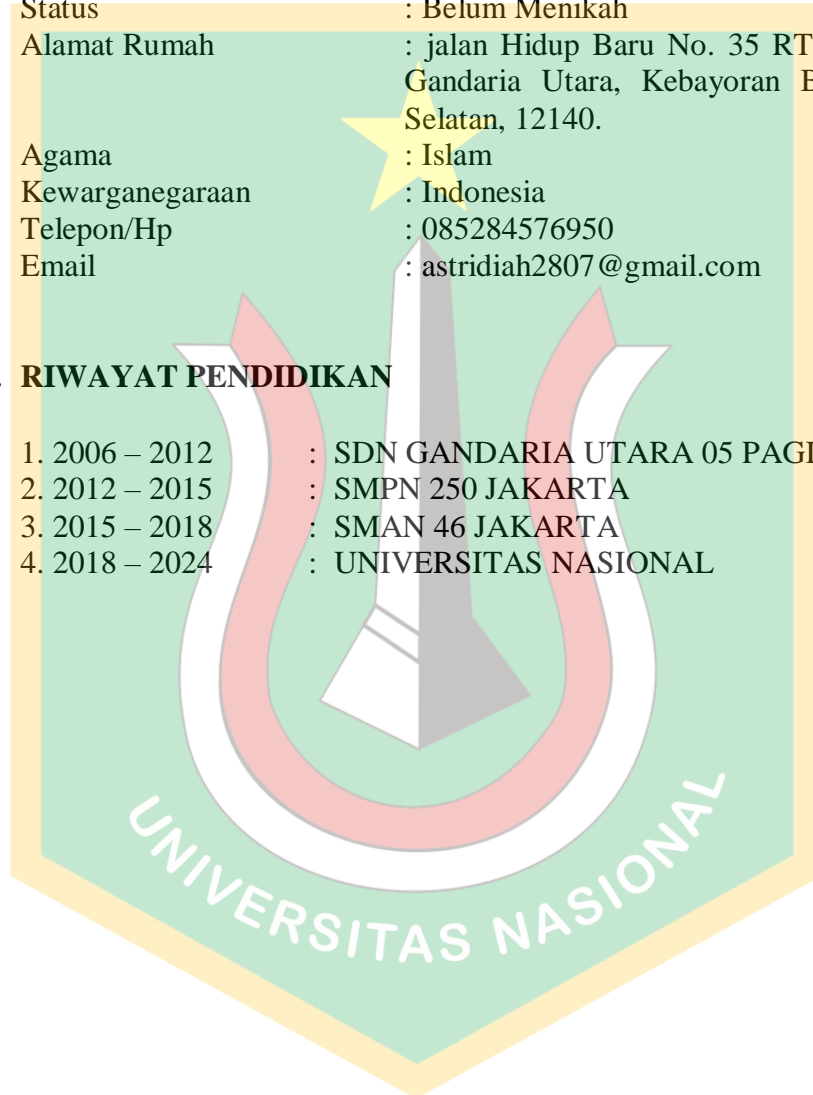 Status : Belum Menikah
Alamat Rumah : jalan Hidup Baru No. 35 RT
Gandaria Utara, Kebayoran B
Selatan, 12140.
Agama : Islam
Kewarganegaraan : Indonesia
Telepon/Hp : 085284576950
Email : astridiah2807@gmail.com
. RIWAYAT PENDIDIKAN
1. 2006 – 2012 : SDN GANDARIA UTARA 05 PAGI
2. 2012 – 2015 : SMPN 250 JAKARTA
3. 2015 – 2018 : SMAN 46 JAKARTA
4. 2018 – 2024 : UNIVERSITAS NASIONAL
UNIVERSITAS NASIONAL